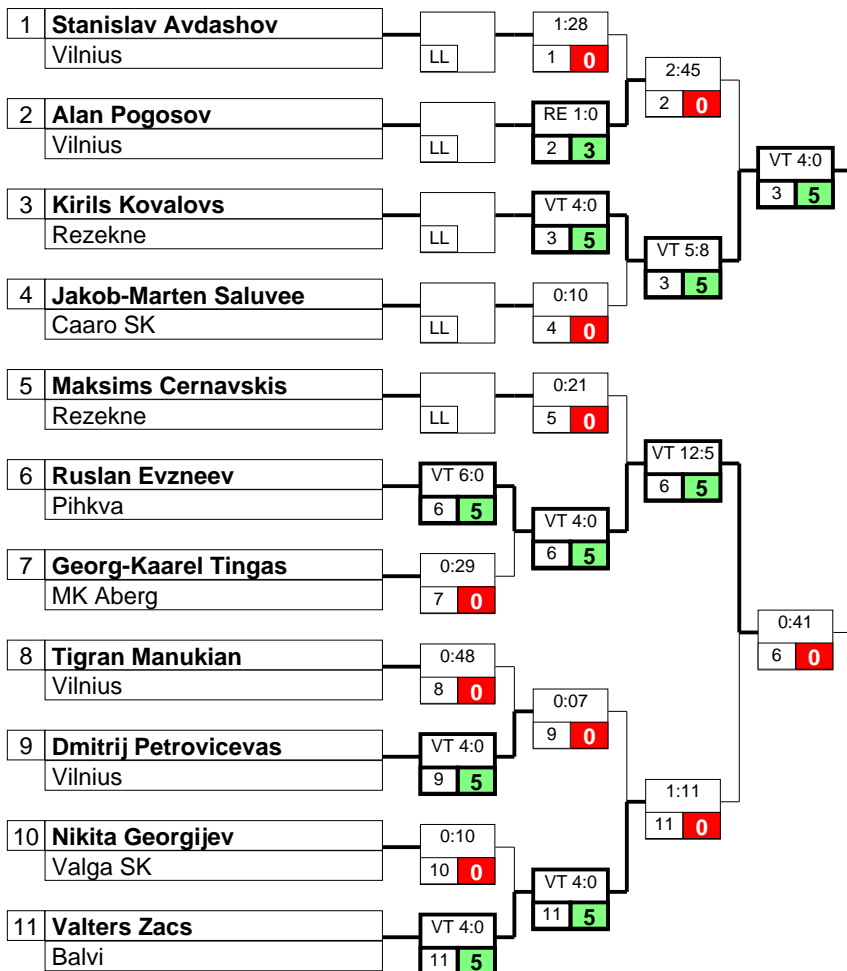 1 Stanislav Avdashov
Vilnius
LL
1:28
1 0
2:45
2 0
2 Alan Pogosov
Vilnius
LL
RE 1:0
2 3
VT 4:0
3 5
3 Kirils Kovalovs
Rezekne
LL
VT 4:0
3 5
VT 5:8
3 5
4 Jakob-Marten Saluvee
Caaro SK
LL
0:10
4 0
5 Maksims Cernavskis
Rezekne
LL
0:21
5 0
VT 12:5
6 5
6 Ruslan Evzneev
Pihkva
VT 6:0
6 5
VT 4:0
6 5
7 Georg-Kaarel Tingas
MK Aberg
0:29
7 0
0:41
6 0
8 Tigran Manukian
Vilnius
0:48
8 0
0:07
9 0
9 Dmitrij Petrovicevas
Vilnius
VT 4:0
9 5
1:11
11 0
10 Nikita Georgijev
Valga SK
0:10
10 0
VT 4:0
11 5
11 Valters Zacs
Balvi
VT 4:0
11 5